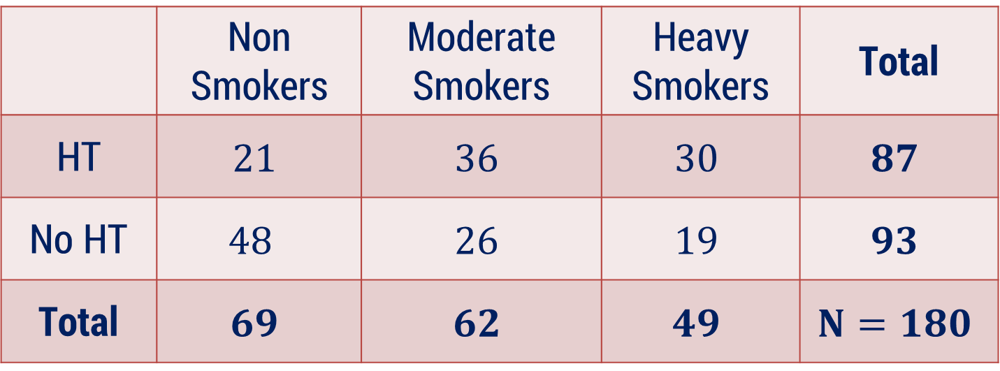 Non Smokers Moderate Smokers Heavy Smokers Total
HT 21 36 30 87
No HT 48 26 19 93
Total 69 62 49 N = 180